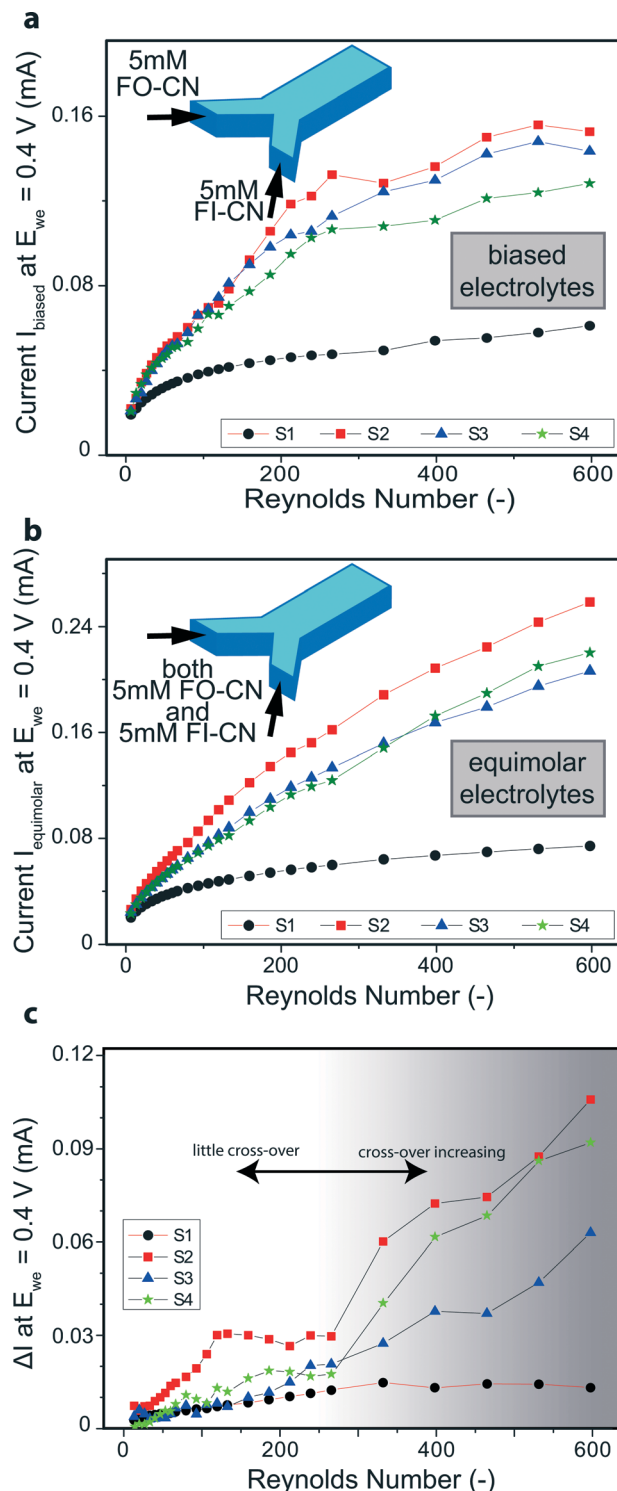 a
Current I_biased at E_we = 0.4 V (mA)
0.16
0.08
0
5mM
FO-CN
5mM
FI-CN
biased
electrolytes
S1 S2 S3 S4
0 200 400 600
Reynolds Number (-)
b
Current I_equimolar at E_we = 0.4 V (mA)
0.24
0.16
0.08
0
both
5mM FO-CN
and
5mM FI-CN
equimolar
electrolytes
S1 S2 S3 S4
0 200 400 600
Reynolds Number (-)
c
ΔI at E_we = 0.4 V (mA)
0.12
0.09
0.06
0.03
0
little cross-over cross-over increasing
S1
S2
S3
S4
0 200 400 600
Reynolds Number (-)